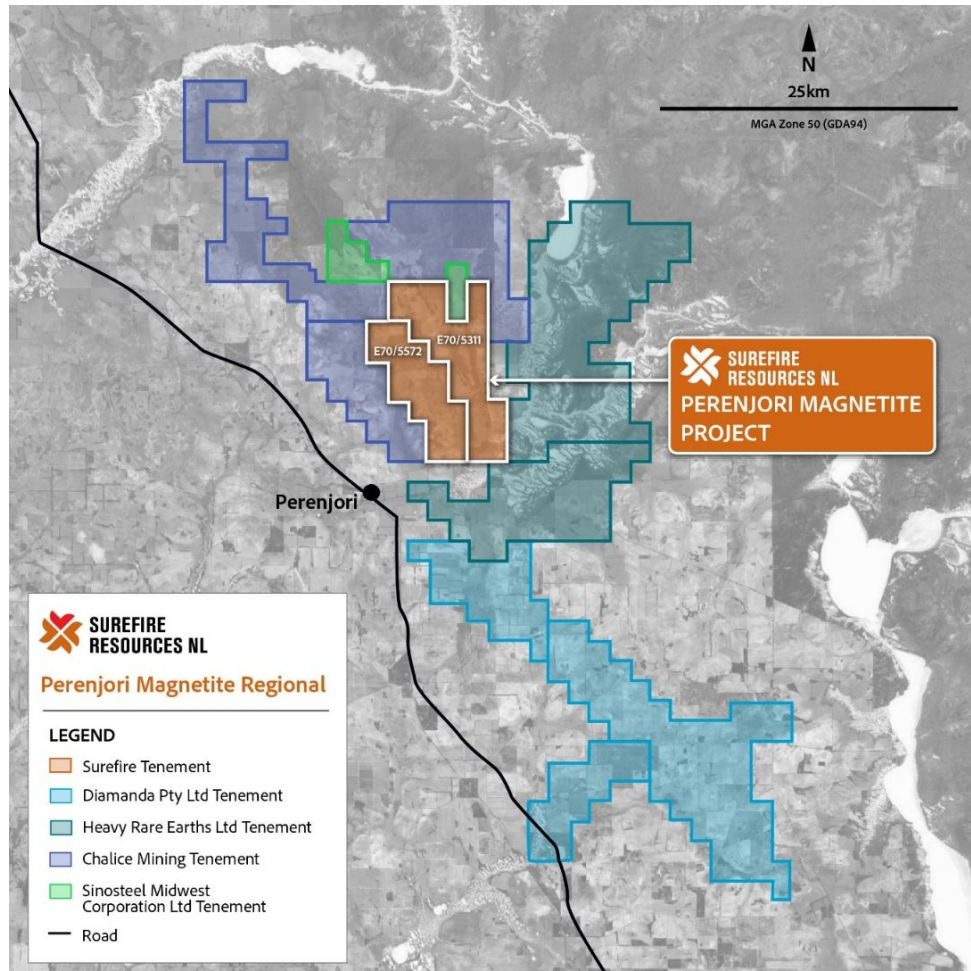 N
25km
MGA Zone 50 (GDA94)
E70/5572
E70/5311
SUREFIRE
RESOURCES NL
PERENJORI MAGNETITE
PROJECT
Perenjori
SUREFIRE
RESOURCES NL
Perenjori Magnetite Regional
LEGEND
Surefire Tenement
Diamanda Pty Ltd Tenement
Heavy Rare Earths Ltd Tenement
Chalice Mining Tenement
Sinosteel Midwest
Corporation Ltd Tenement
Road